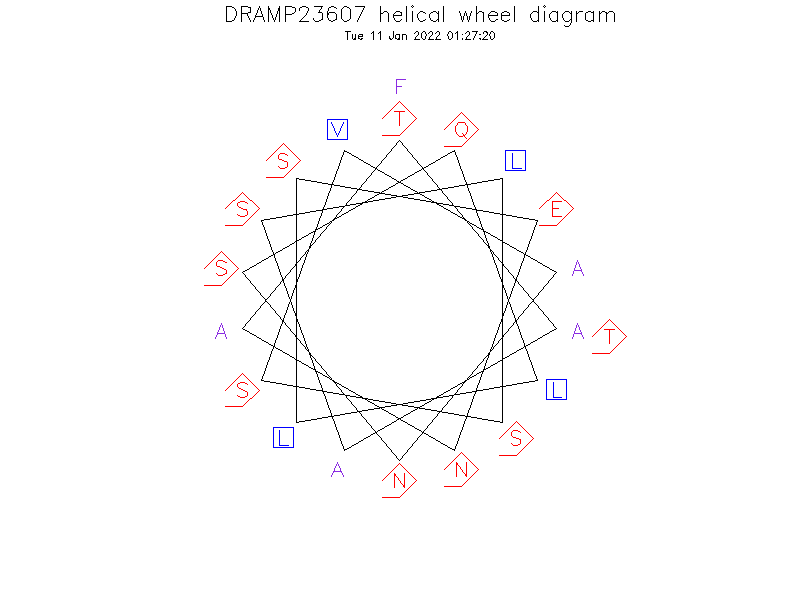 DRAMP23607 helical wheel diagram
Tue 11 Jan 2022 01:27:20
F
V T Q
S L
S E
S A
A A T
S L
L S
A N N